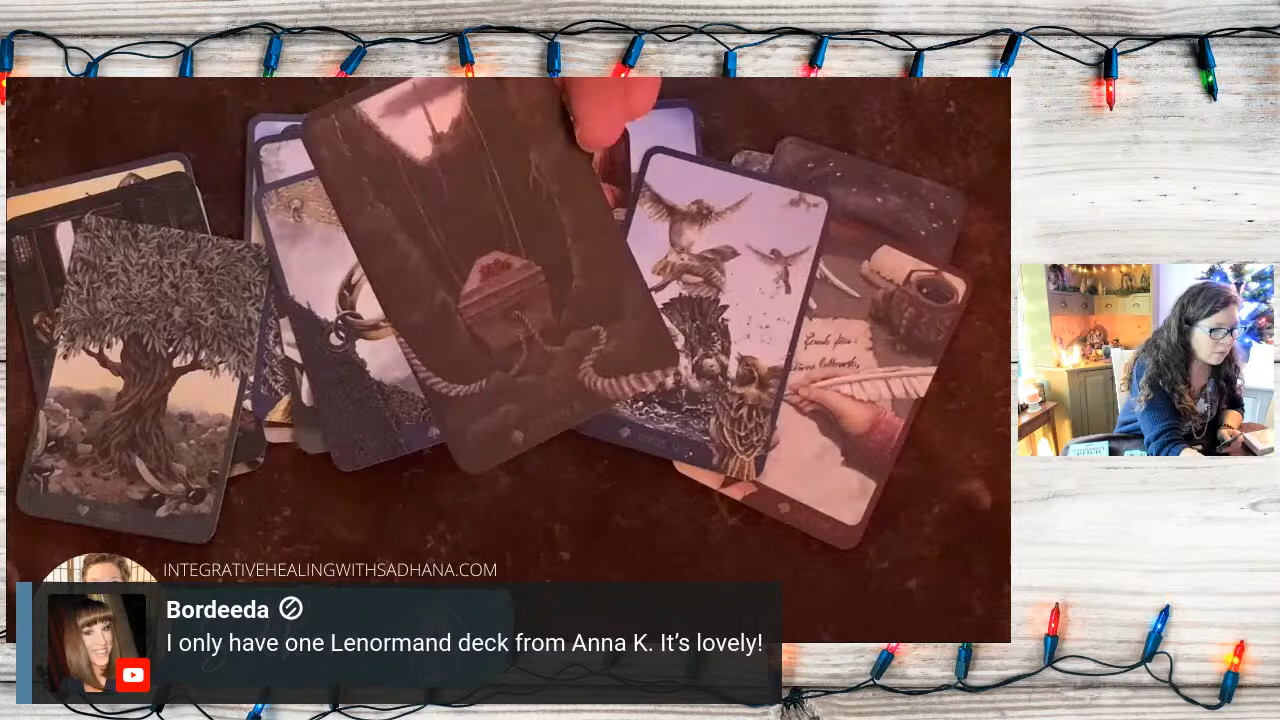 INTEGRATIVEHEALINGWITHSADHANA.COM
Bordeeda
I only have one Lenormand deck from Anna K. It’s lovely!